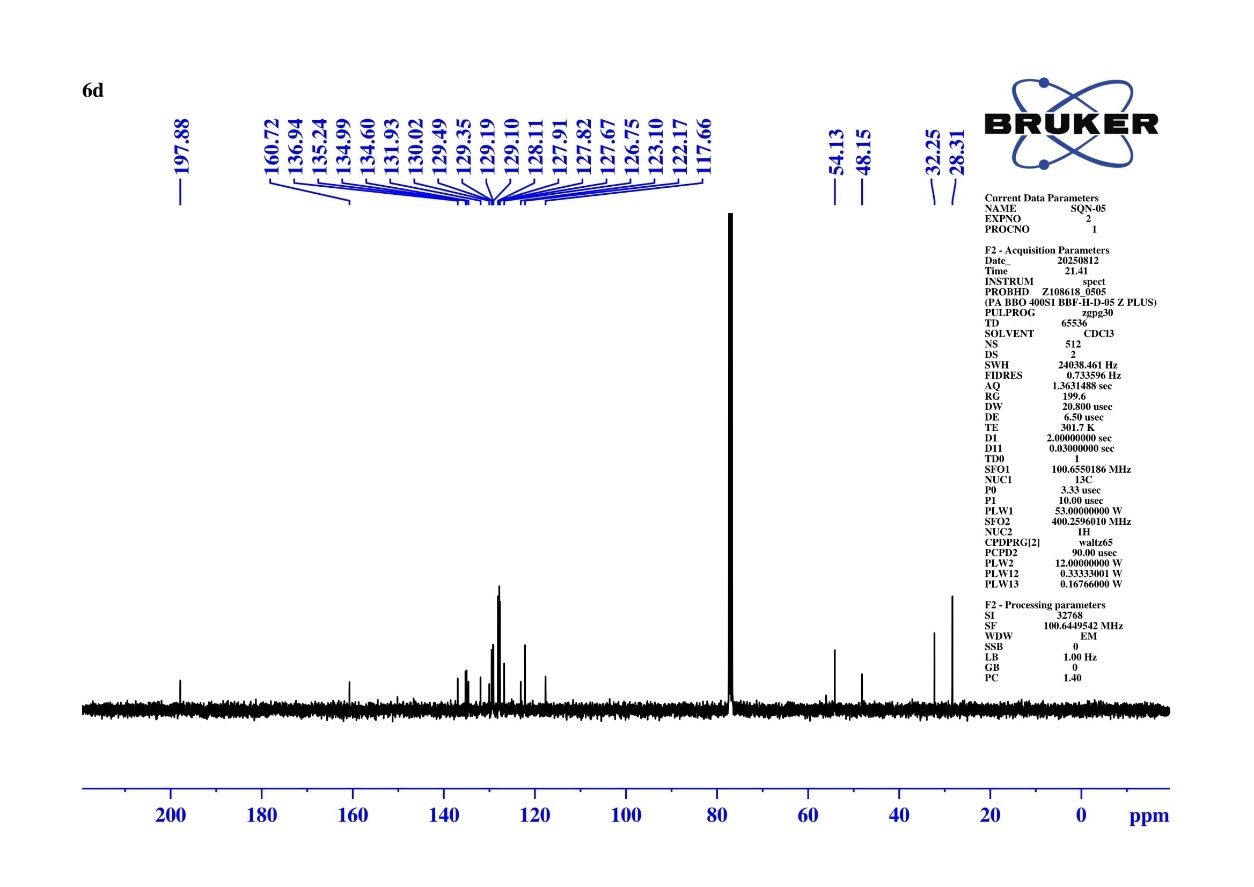 6d
197.88
160.72
136.94
135.24
134.99
134.60
131.93
130.02
129.49
129.35
129.19
129.10
128.11
127.91
127.82
127.67
126.75
123.10
122.17
117.66
54.13
48.15
32.25
28.31
BRUKER
Current Data Parameters
NAME SQN-05
EXPNO 2
PROCNO 1
F2 - Acquisition Parameters
Date_ 20250812
Time 21.41
INSTRUM spect
PROBHD Z108618_0505
(PA BBO 400S1 BBF-H-D-05 Z PLUS)
PULPROG zgpg30
TD 65536
SOLVENT CDCl3
NS 512
DS 2
SWH 24038.461 Hz
FIDRES 0.733596 Hz
AQ 1.3631488 sec
RG 199.6
DW 20.800 usec
DE 6.50 usec
TE 301.7 K
D1 2.00000000 sec
D11 0.03000000 sec
TD0 1
SFO1 100.6550186 MHz
NUC1 13C
P0 3.33 usec
P1 10.00 usec
PLW1 53.00000000 W
SFO2 400.2596010 MHz
NUC2 1H
CPDPRG[2] waltz65
PCPD2 90.00 usec
PLW2 12.00000000 W
PLW12 0.33333001 W
PLW13 0.16766000 W
F2 - Processing parameters
SI 32768
SF 100.6449542 MHz
WDW EM
SSB 0
LB 1.00 Hz
GB 0
PC 1.40
200 180 160 140 120 100 80 60 40 20 0 ppm